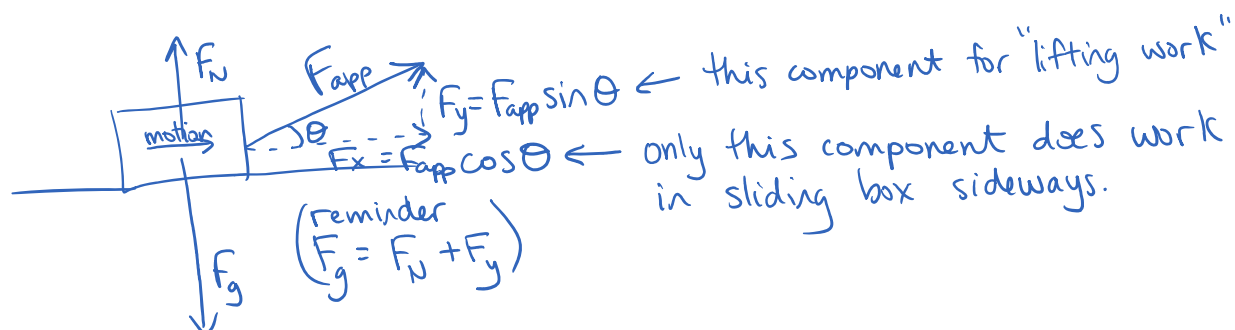 F_N
F_app
F_y = F_app sin θ ← this component for "lifting work"
motion
θ
F_x = F_app cos θ ← only this component does work
in sliding box sideways.
(reminder
F_g = F_N + F_y)
F_g